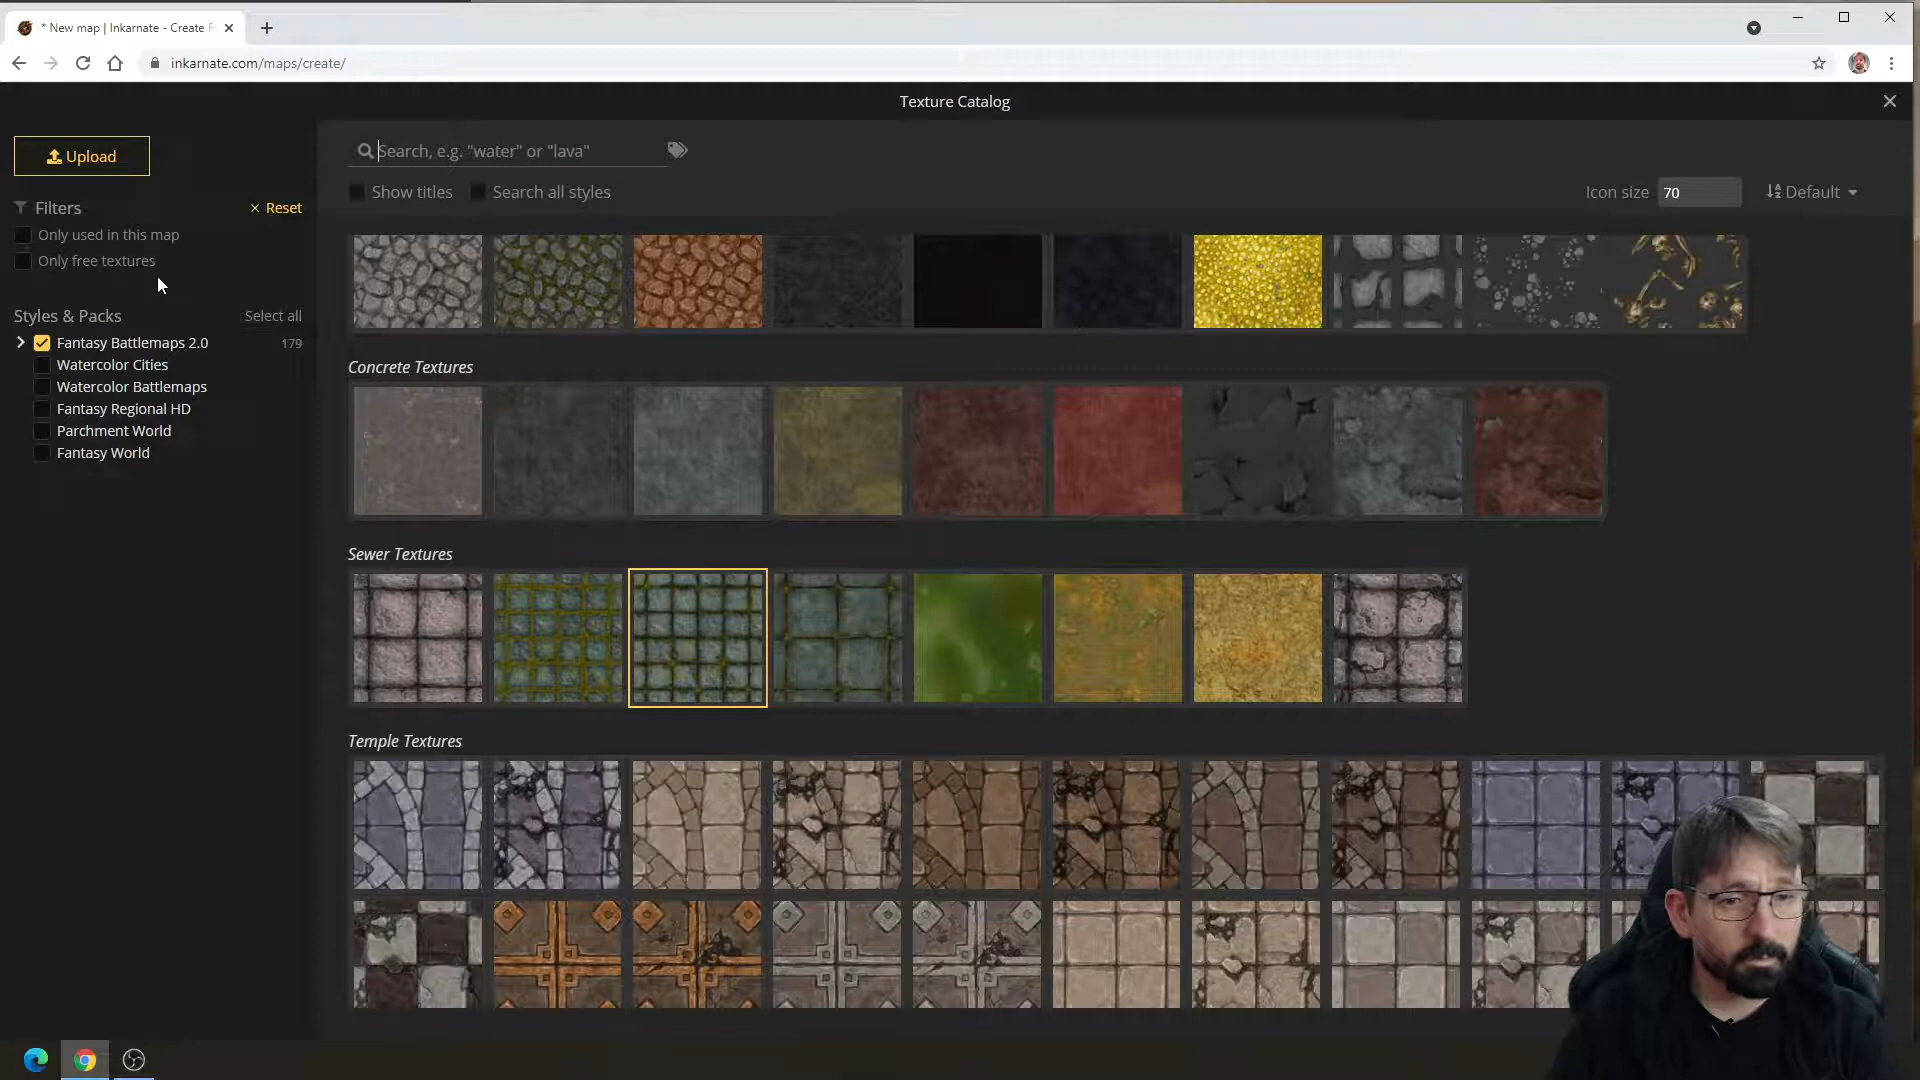 * New map | Inkarnate - Create F
inkarnate.com/maps/create/
Texture Catalog
Upload
Search, e.g. "water" or "lava"
Show titles
Search all styles
Icon size 70
Default
Filters
Reset
Only used in this map
Only free textures
Styles & Packs
Select all
Fantasy Battlemaps 2.0 179
Watercolor Cities
Watercolor Battlemaps
Fantasy Regional HD
Parchment World
Fantasy World
Concrete Textures
Sewer Textures
Temple Textures